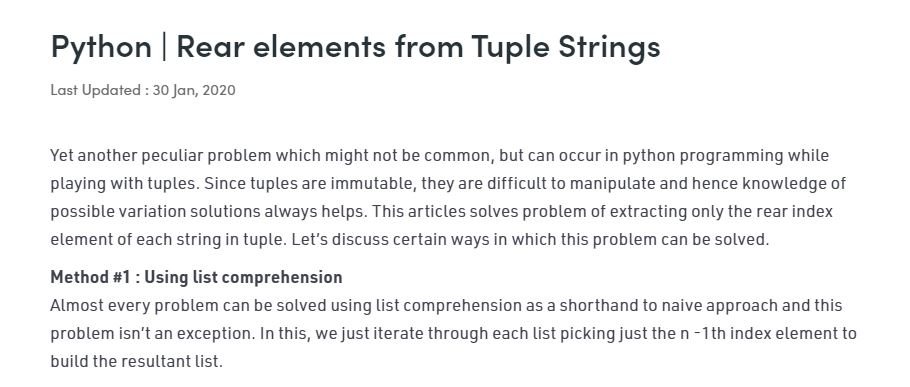 Python | Rear elements from Tuple Strings
Last Updated : 30 Jan, 2020
Yet another peculiar problem which might not be common, but can occur in python programming while
playing with tuples. Since tuples are immutable, they are difficult to manipulate and hence knowledge of
possible variation solutions always helps. This articles solves problem of extracting only the rear index
element of each string in tuple. Let’s discuss certain ways in which this problem can be solved.
Method #1 : Using list comprehension
Almost every problem can be solved using list comprehension as a shorthand to naive approach and this
problem isn’t an exception. In this, we just iterate through each list picking just the n -1th index element to
build the resultant list.